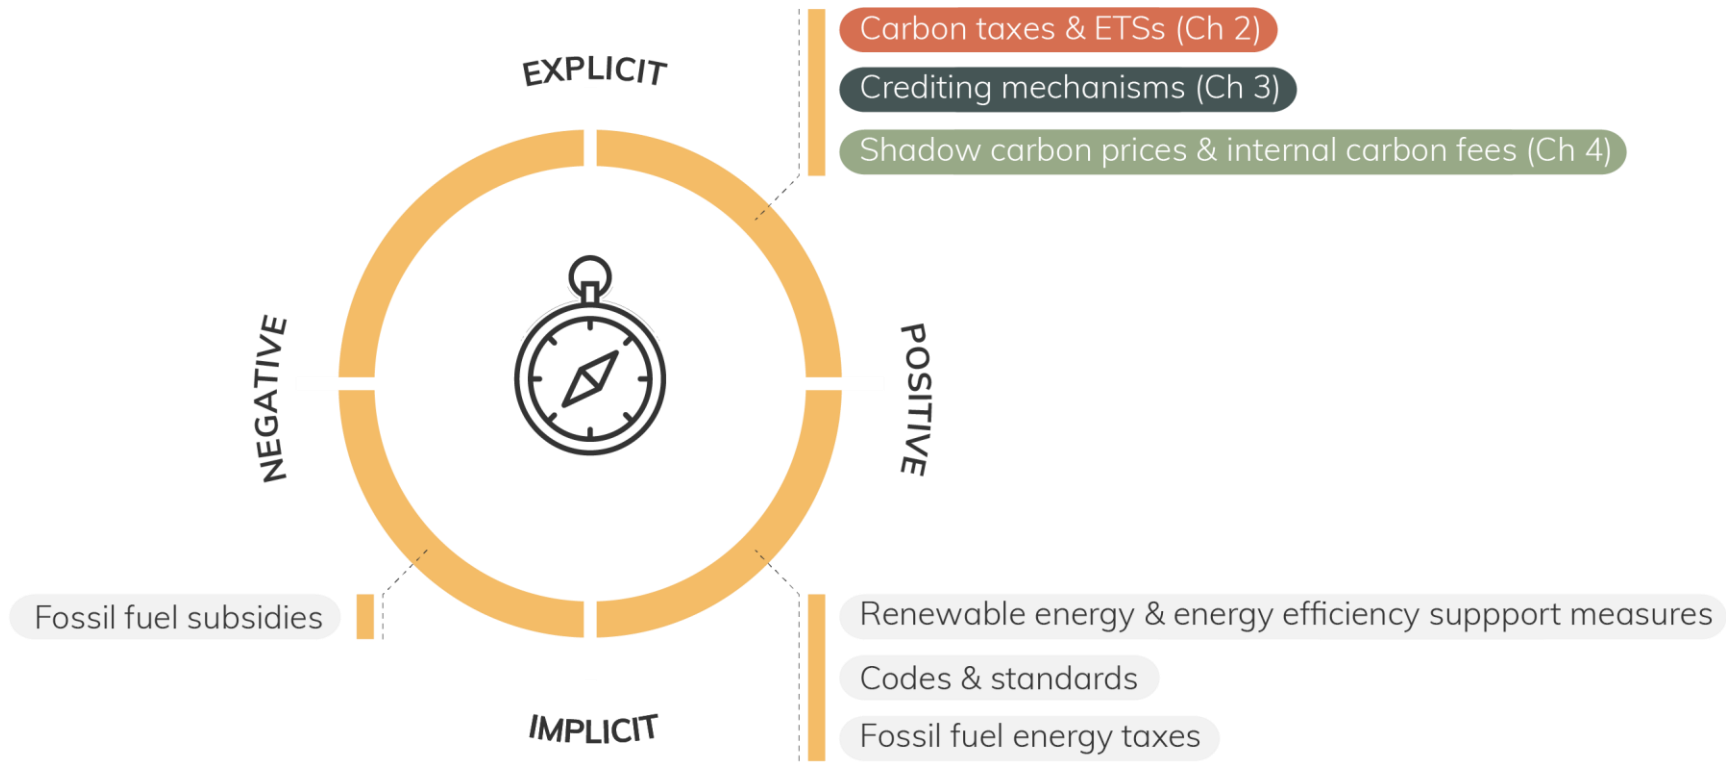 EXPLICIT
Carbon taxes & ETSs (Ch 2)
Crediting mechanisms (Ch 3)
Shadow carbon prices & internal carbon fees (Ch 4)
NEGATIVE
POSITIVE
Fossil fuel subsidies
Renewable energy & energy efficiency suppport measures
Codes & standards
Fossil fuel energy taxes
IMPLICIT